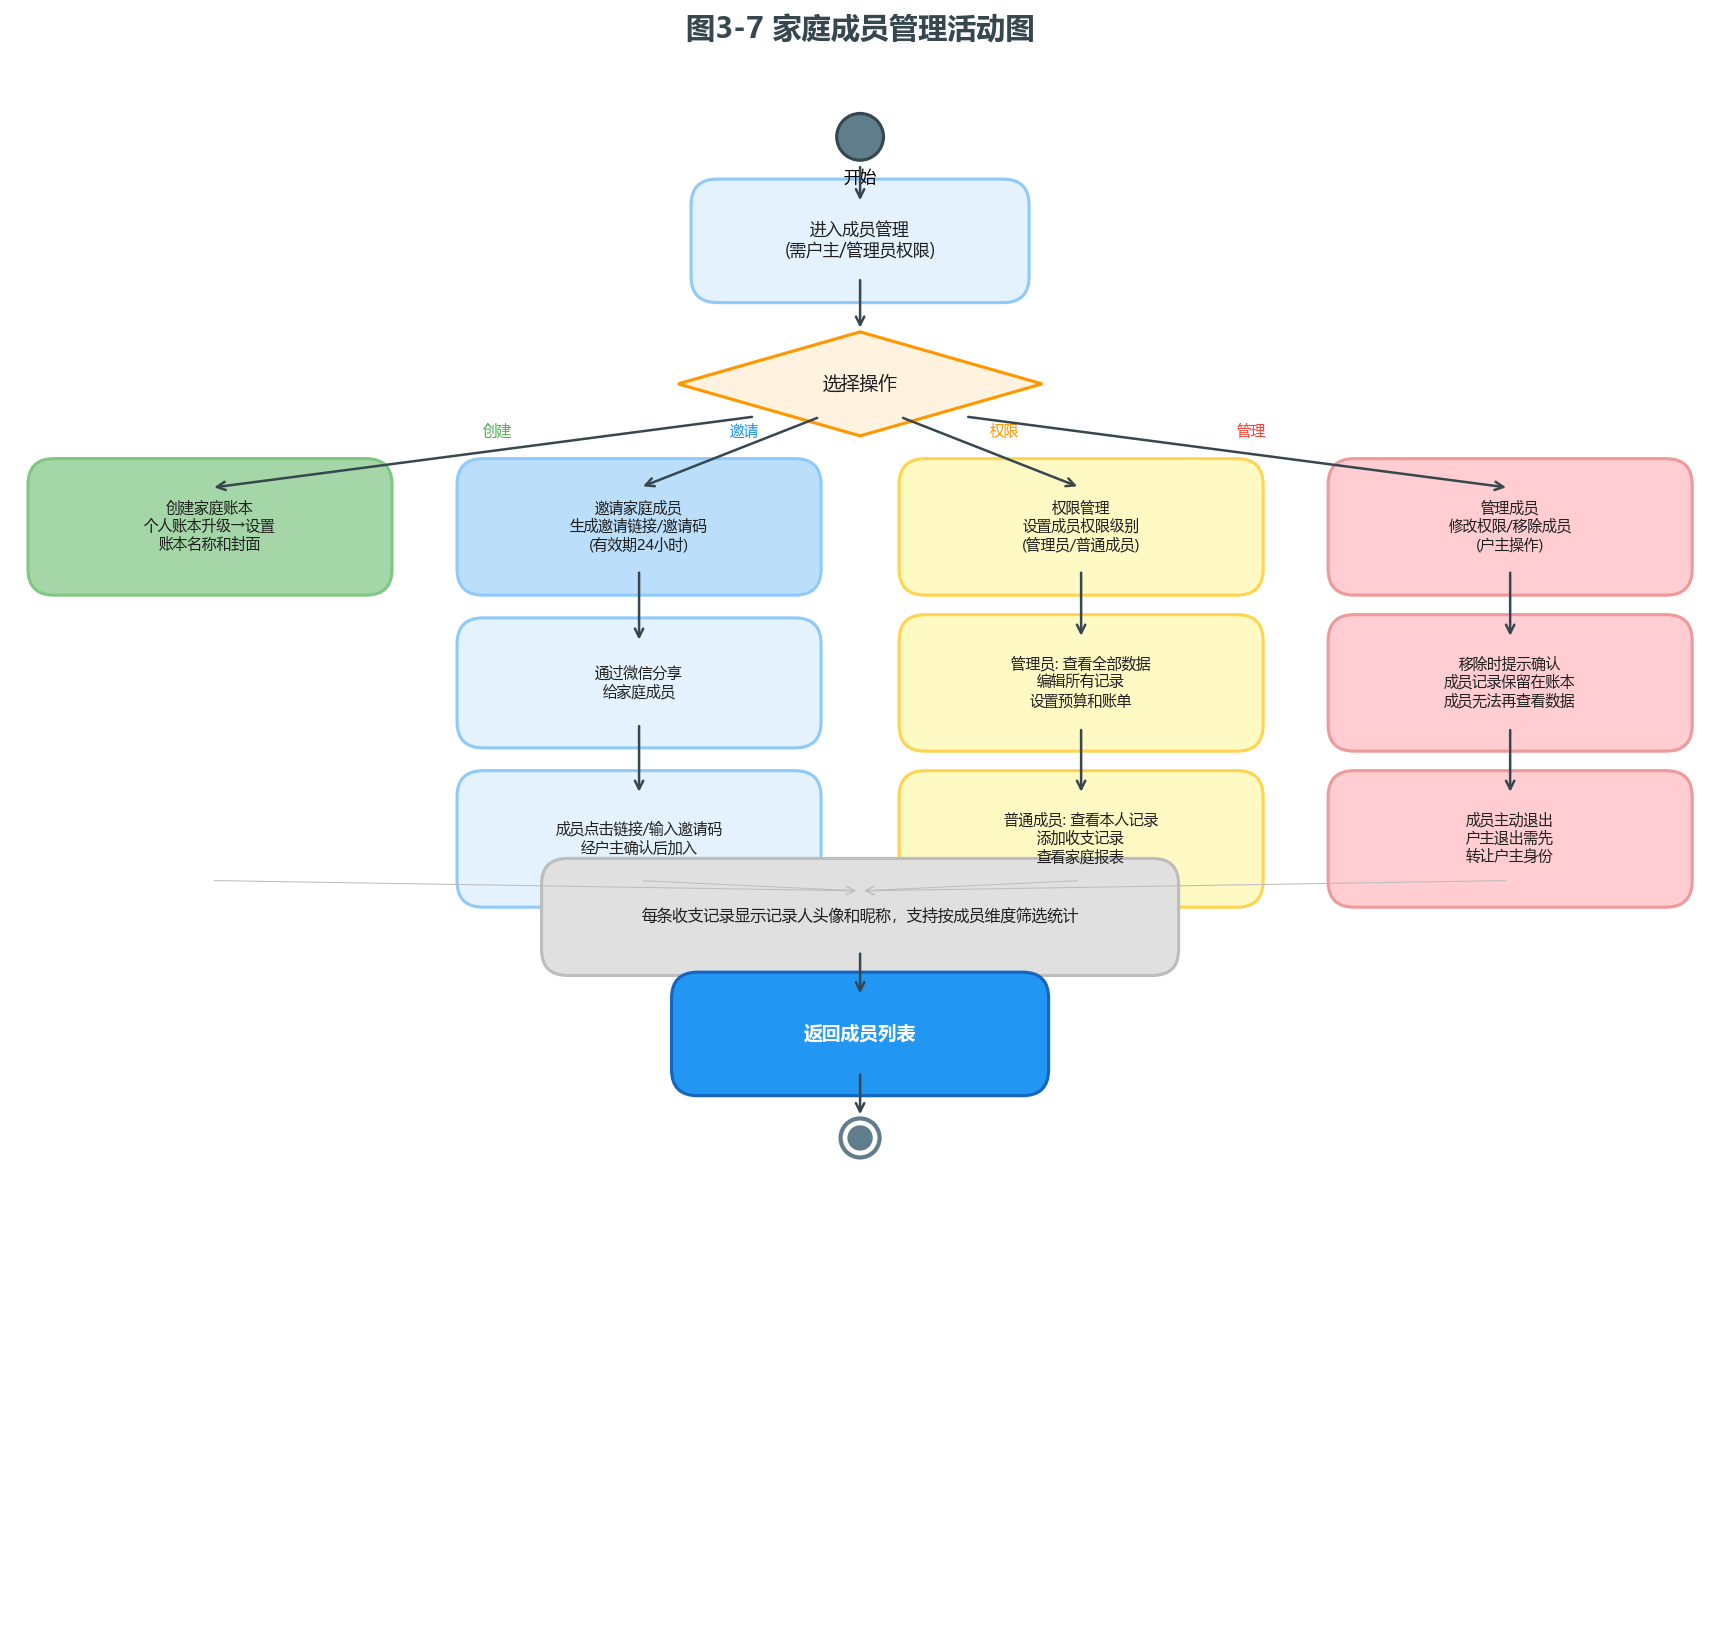 图3-7 家庭成员管理活动图
开始
进入成员管理
(需户主/管理员权限)
选择操作
创建
邀请
权限
管理
创建家庭账本
个人账本升级→设置
账本名称和封面
邀请家庭成员
生成邀请链接/邀请码
(有效期24小时)
权限管理
设置成员权限级别
(管理员/普通成员)
管理成员
修改权限/移除成员
(户主操作)
通过微信分享
给家庭成员
管理员: 查看全部数据
编辑所有记录
设置预算和账单
移除时提示确认
成员记录保留在账本
成员无法再查看数据
成员点击链接/输入邀请码
经户主确认后加入
普通成员: 查看本人记录
添加收支记录
查看家庭报表
成员主动退出
户主退出需先
转让户主身份
每条收支记录显示记录人头像和昵称，支持按成员维度筛选统计
返回成员列表